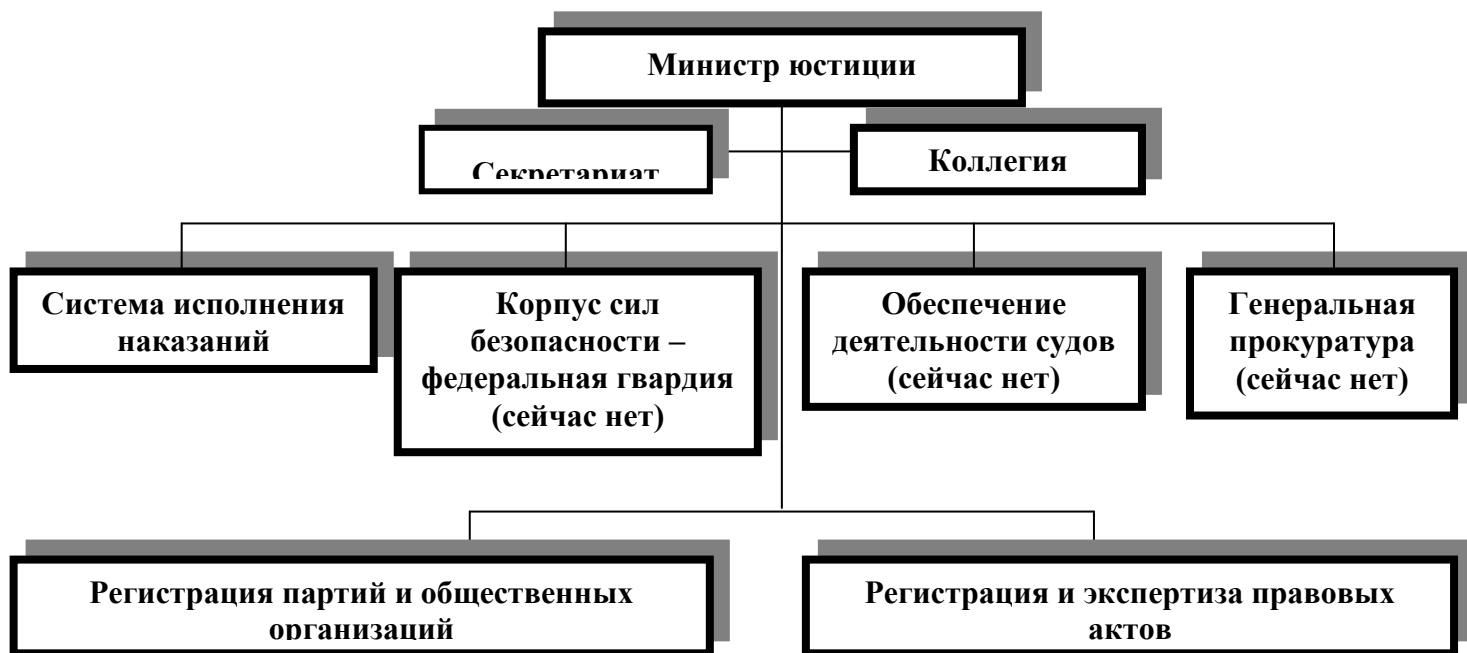 Министр юстиции
Секретариат
Коллегия
Система исполнения
наказаний
Корпус сил
безопасности –
федеральная гвардия
(сейчас нет)
Обеспечение
деятельности судов
(сейчас нет)
Генеральная
прокуратура
(сейчас нет)
Регистрация партий и общественных
организаций
Регистрация и экспертиза правовых
актов